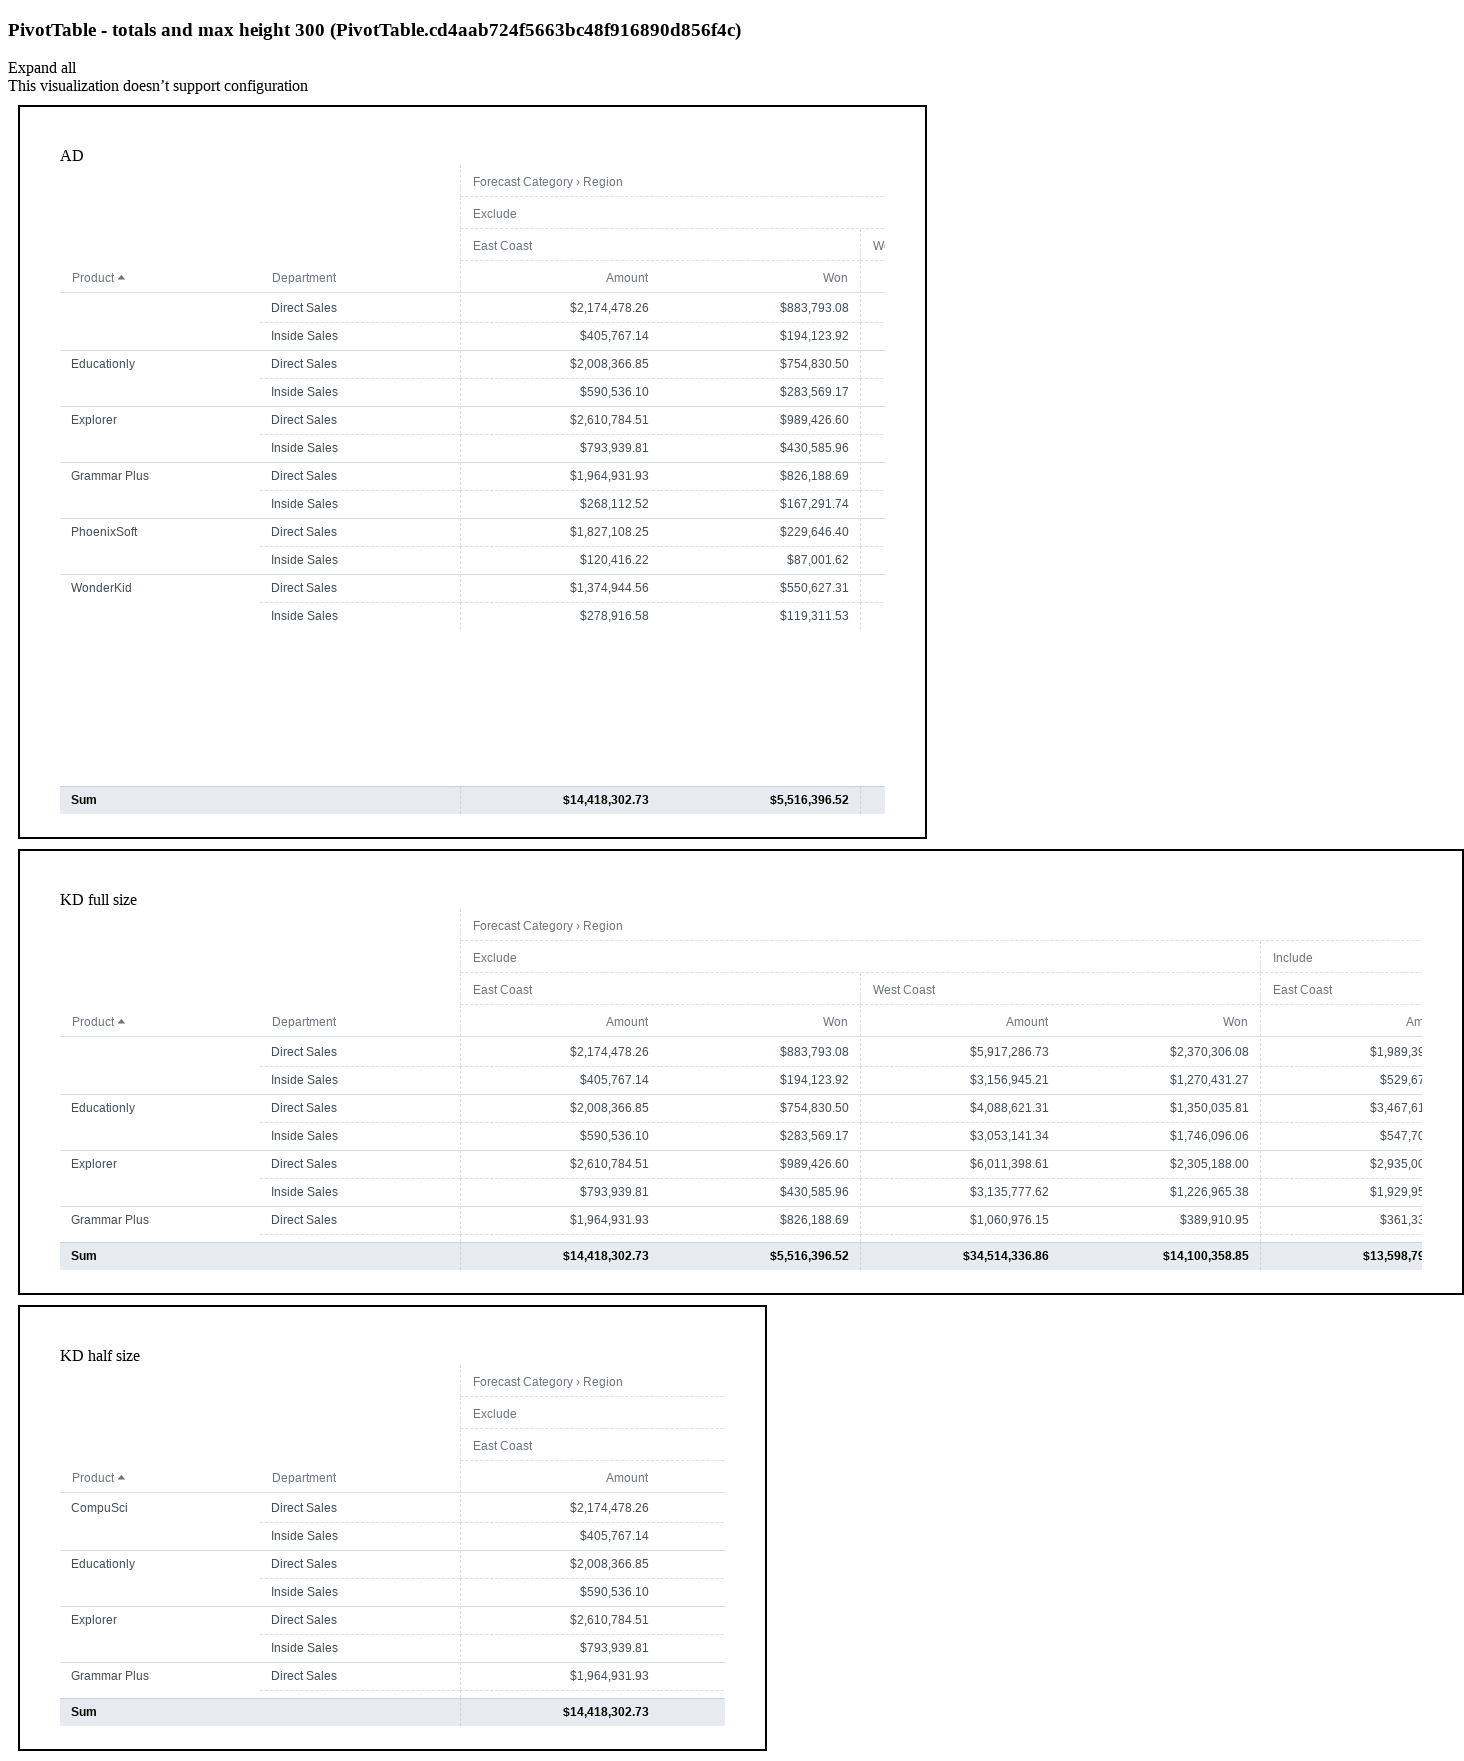 PivotTable - totals and max height 300 (PivotTable.cd4aab724f5663bc48f916890d856f4c)
Expand all
This visualization doesn’t support configuration
AD
Forecast Category › Region
Exclude
East Coast
Product Department Amount Won
Direct Sales $2,174,478.26 $883,793.08
Inside Sales $405,767.14 $194,123.92
Educationly Direct Sales $2,008,366.85 $754,830.50
Inside Sales $590,536.10 $283,569.17
Explorer Direct Sales $2,610,784.51 $989,426.60
Inside Sales $793,939.81 $430,585.96
Grammar Plus Direct Sales $1,964,931.93 $826,188.69
Inside Sales $268,112.52 $167,291.74
PhoenixSoft Direct Sales $1,827,108.25 $229,646.40
Inside Sales $120,416.22 $87,001.62
WonderKid Direct Sales $1,374,944.56 $550,627.31
Inside Sales $278,916.58 $119,311.53
Sum $14,418,302.73 $5,516,396.52
KD full size
Forecast Category › Region
Exclude Include
East Coast West Coast East Coast
Product Department Amount Won Amount Won Am
Direct Sales $2,174,478.26 $883,793.08 $5,917,286.73 $2,370,306.08 $1,989,39
Inside Sales $405,767.14 $194,123.92 $3,156,945.21 $1,270,431.27 $529,67
Educationly Direct Sales $2,008,366.85 $754,830.50 $4,088,621.31 $1,350,035.81 $3,467,61
Inside Sales $590,536.10 $283,569.17 $3,053,141.34 $1,746,096.06 $547,70
Explorer Direct Sales $2,610,784.51 $989,426.60 $6,011,398.61 $2,305,188.00 $2,935,00
Inside Sales $793,939.81 $430,585.96 $3,135,777.62 $1,226,965.38 $1,929,95
Grammar Plus Direct Sales $1,964,931.93 $826,188.69 $1,060,976.15 $389,910.95 $361,33
Sum $14,418,302.73 $5,516,396.52 $34,514,336.86 $14,100,358.85 $13,598,79
KD half size
Forecast Category › Region
Exclude
East Coast
Product Department Amount
CompuSci Direct Sales $2,174,478.26
Inside Sales $405,767.14
Educationly Direct Sales $2,008,366.85
Inside Sales $590,536.10
Explorer Direct Sales $2,610,784.51
Inside Sales $793,939.81
Grammar Plus Direct Sales $1,964,931.93
Sum $14,418,302.73